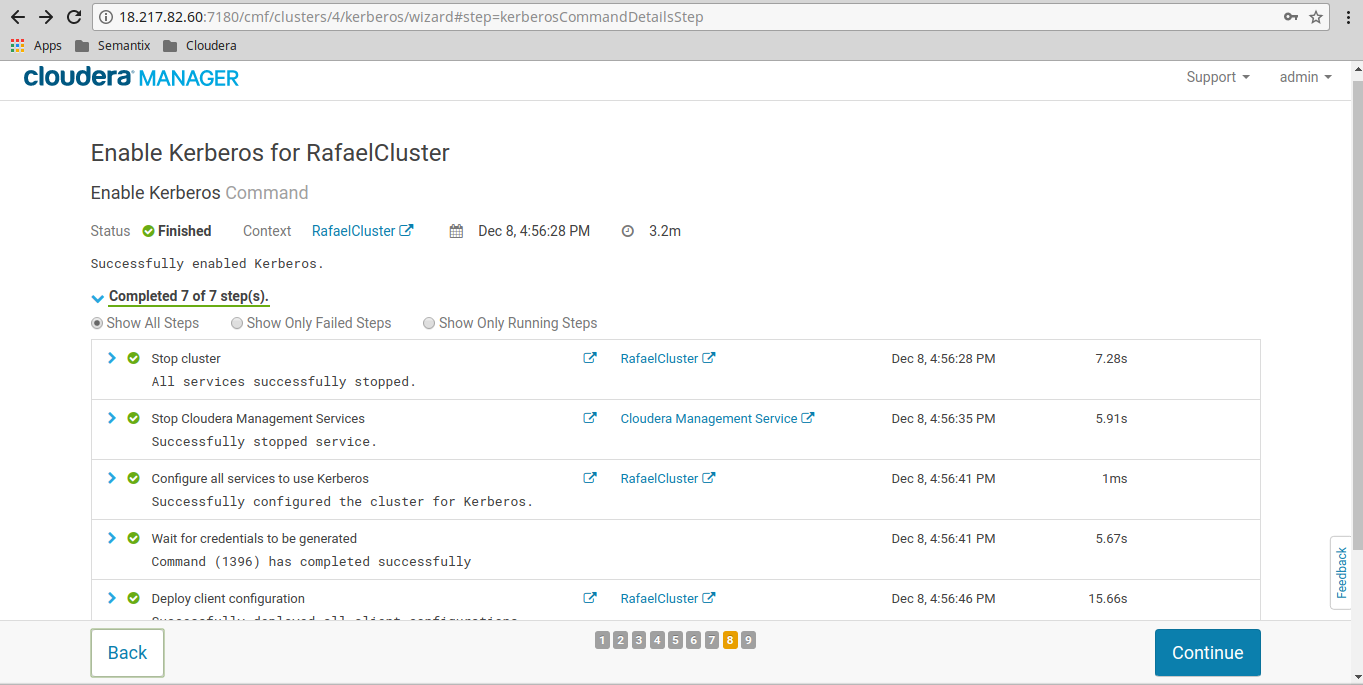 18.217.82.60:7180/cmf/clusters/4/kerberos/wizard#step=kerberosCommandDetailsStep
Apps Semantix Cloudera
cloudera MANAGER Support admin
Enable Kerberos for RafaelCluster
Enable Kerberos Command
Status Finished Context RafaelCluster Dec 8, 4:56:28 PM 3.2m
Successfully enabled Kerberos.
Completed 7 of 7 step(s).
Show All Steps Show Only Failed Steps Show Only Running Steps
Stop cluster RafaelCluster Dec 8, 4:56:28 PM 7.28s
All services successfully stopped.
Stop Cloudera Management Services Cloudera Management Service Dec 8, 4:56:35 PM 5.91s
Successfully stopped service.
Configure all services to use Kerberos RafaelCluster Dec 8, 4:56:41 PM 1ms
Successfully configured the cluster for Kerberos.
Wait for credentials to be generated Dec 8, 4:56:41 PM 5.67s
Command (1396) has completed successfully
Deploy client configuration RafaelCluster Dec 8, 4:56:46 PM 15.66s
Successfully deployed all client configurations.
Feedback
Back 1 2 3 4 5 6 7 8 9 Continue